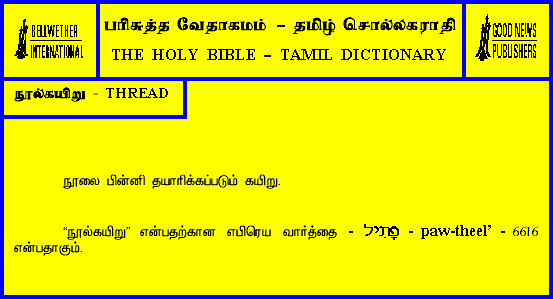 BELLWETHER
INTERNATIONAL
பரிசுத்த வேதாகமம் – தமிழ் சொல்லகராதி
THE HOLY BIBLE – TAMIL DICTIONARY
GOOD NEWS
PUBLISHERS
நூல்கயிறு - THREAD
நூலை பின்னி தயாரிக்கப்படும் கயிறு.
“நூல்கயிறு” என்பதற்கான எபிரெய வார்த்தை - פָּתִיל - paw-theel’ - 6616
என்பதாகும்.